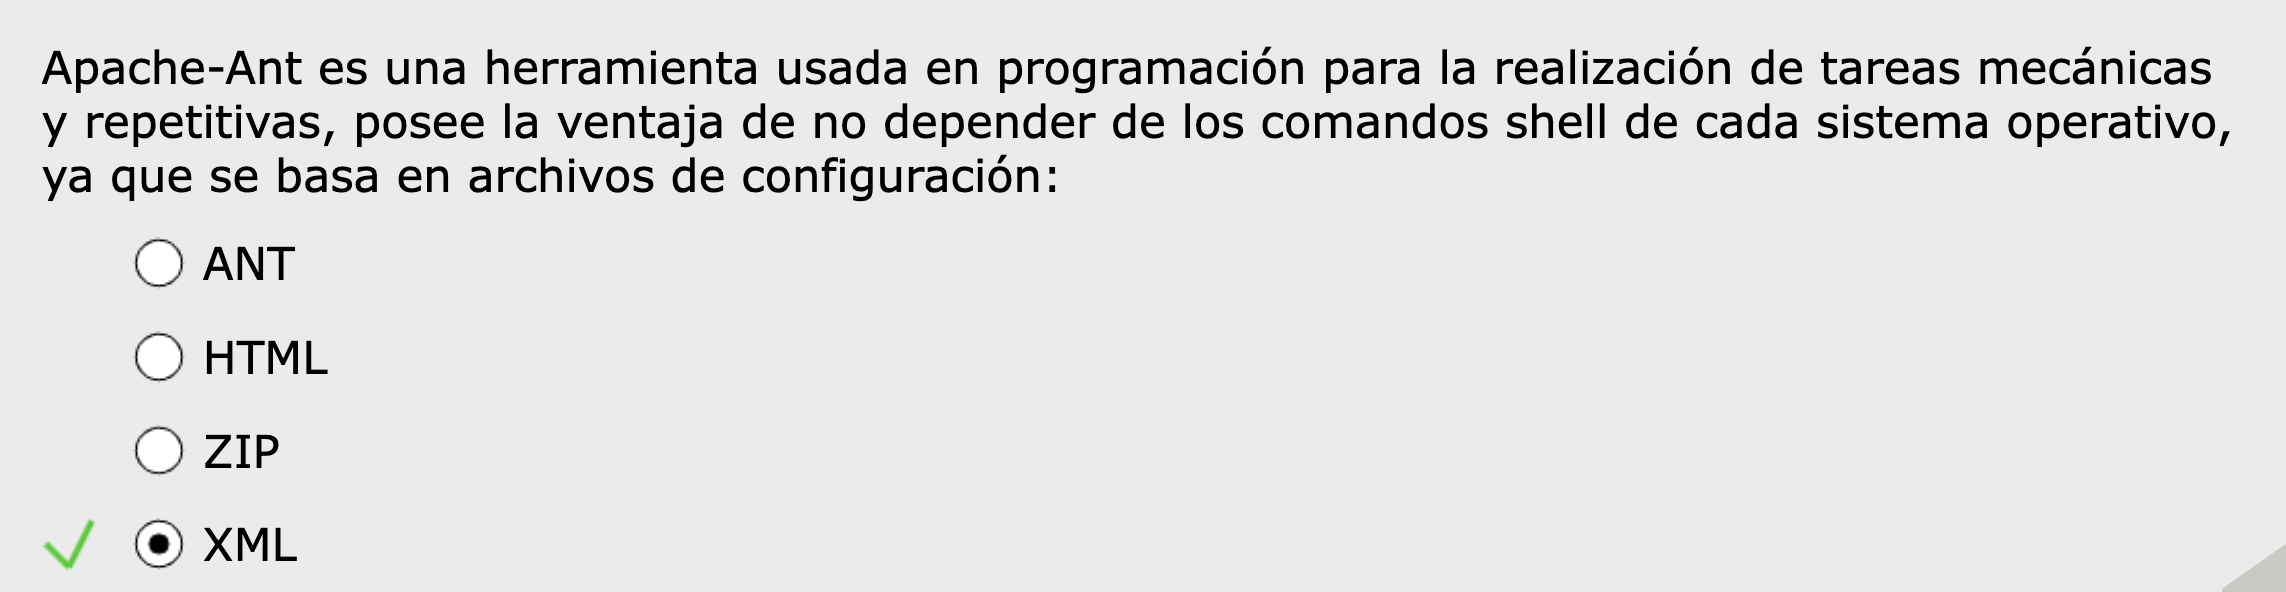 Apache-Ant es una herramienta usada en programación para la realización de tareas mecánicas
y repetitivas, posee la ventaja de no depender de los comandos shell de cada sistema operativo,
ya que se basa en archivos de configuración:
ANT
HTML
ZIP
XML